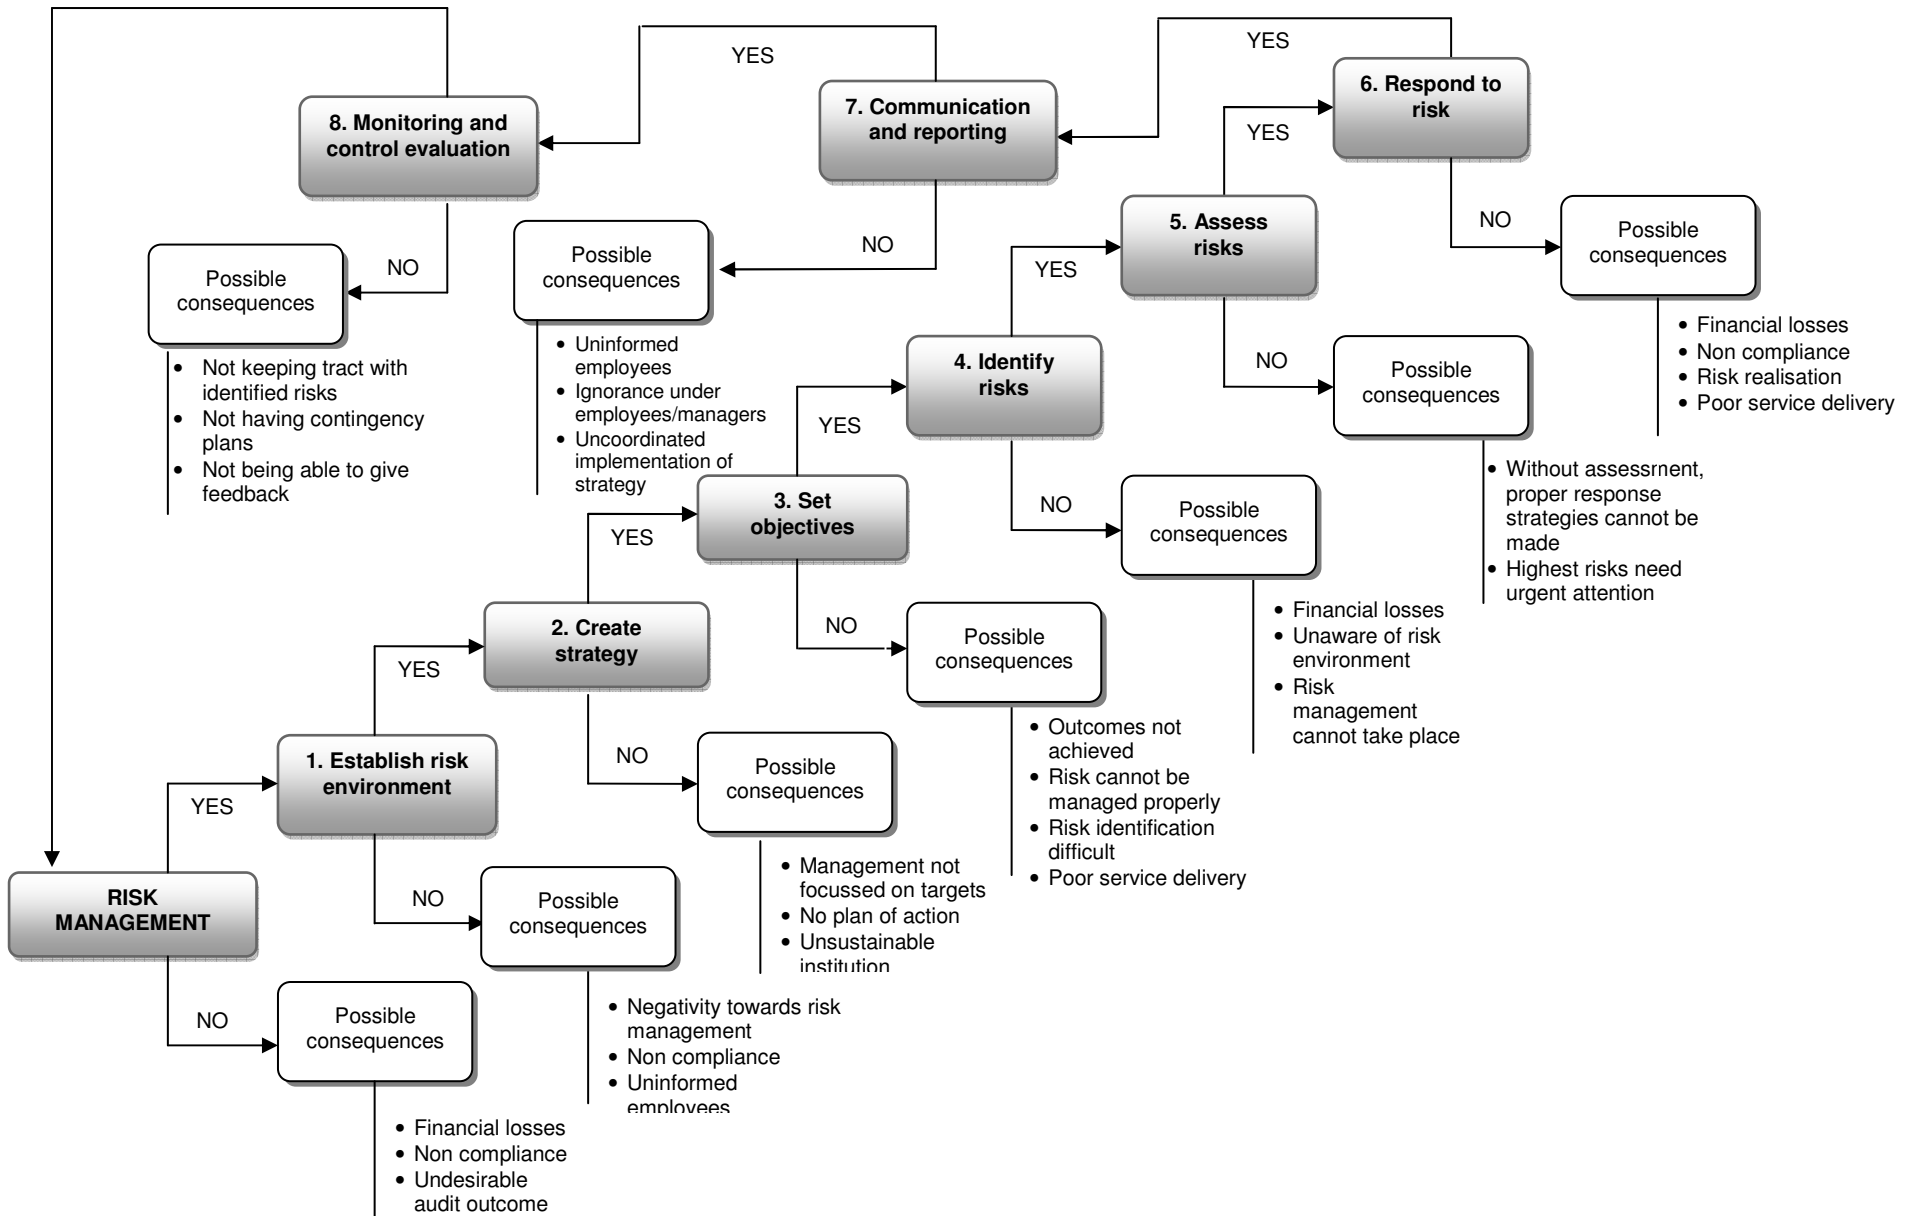 YES
YES
6. Respond to
risk
7. Communication
and reporting
8. Monitoring and
control evaluation
YES
5. Assess
risks
NO
Possible
consequences
NO
Possible
consequences
NO
Possible
consequences
YES
• Financial losses
• Non compliance
• Risk realisation
• Poor service delivery
• Not keeping tract with
identified risks
• Not having contingency
plans
• Not being able to give
feedback
• Uninformed
employees
• Ignorance under
employees/managers
• Uncoordinated
implementation of
strategy
4. Identify
risks
NO
Possible
consequences
YES
• Without assessment,
proper response
strategies cannot be
made
• Highest risks need
urgent attention
3. Set
objectives
NO
Possible
consequences
YES
• Financial losses
• Unaware of risk
environment
• Risk
management
cannot take place
2. Create
strategy
NO
Possible
consequences
YES
• Outcomes not
achieved
• Risk cannot be
managed properly
• Risk identification
difficult
• Poor service delivery
1. Establish risk
environment
NO
Possible
consequences
YES
• Management not
focussed on targets
• No plan of action
• Unsustainable
institution
RISK
MANAGEMENT
NO
Possible
consequences
• Negativity towards risk
management
• Non compliance
• Uninformed
employees
NO
Possible
consequences
• Financial losses
• Non compliance
• Undesirable
audit outcome